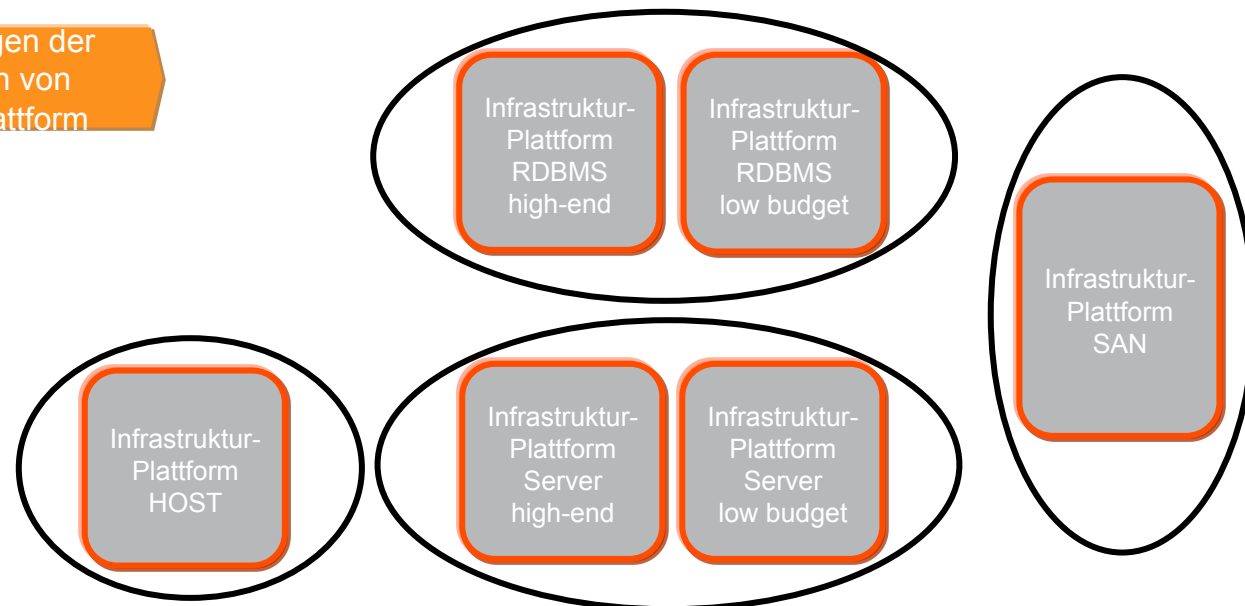 gen der
n von
attform
Infrastruktur-
Plattform
RDBMS
high-end
Infrastruktur-
Plattform
RDBMS
low budget
Infrastruktur-
Plattform
SAN
Infrastruktur-
Plattform
HOST
Infrastruktur-
Plattform
Server
high-end
Infrastruktur-
Plattform
Server
low budget